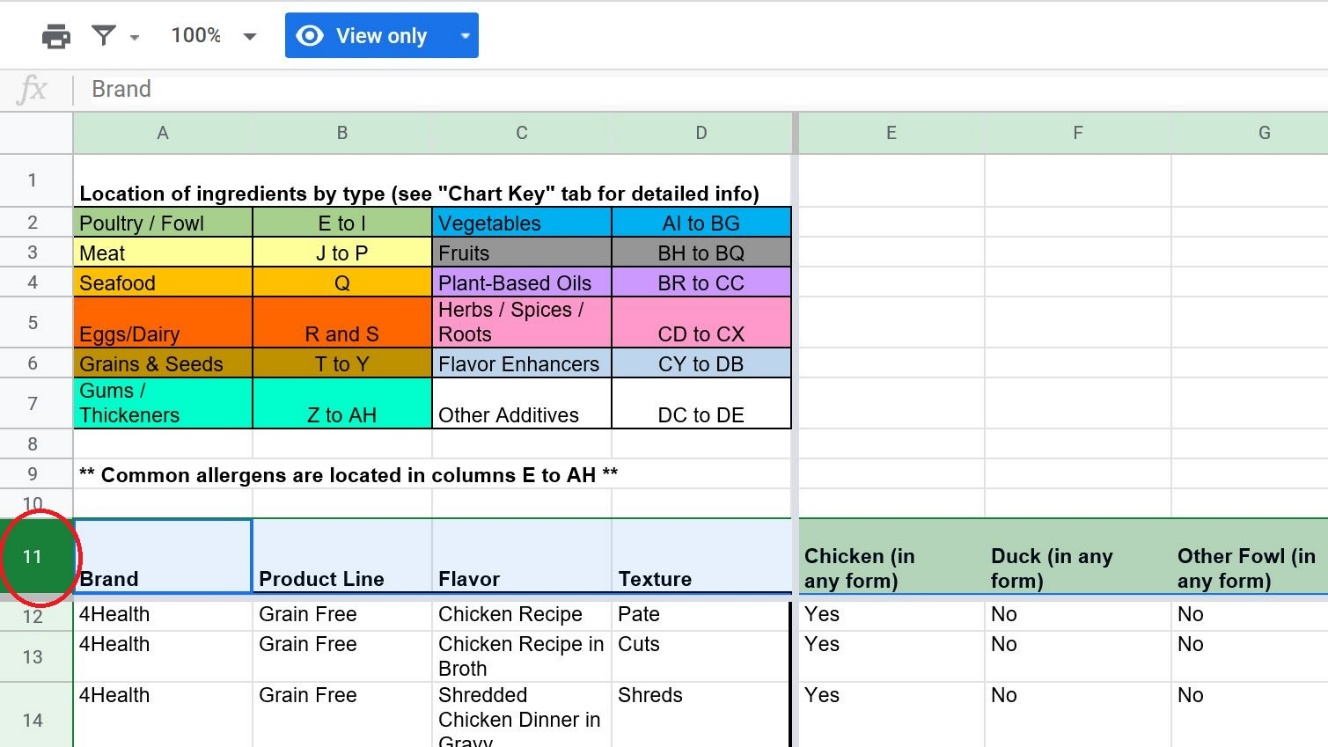 100%
View only
fx
Brand
A B C D E F G
1
Location of ingredients by type (see "Chart Key" tab for detailed info)
2 Poultry / Fowl E to I Vegetables AI to BG
3 Meat J to P Fruits BH to BQ
4 Seafood Q Plant-Based Oils BR to CC
Herbs / Spices /
5 Eggs/Dairy R and S Roots CD to CX
6 Grains & Seeds T to Y Flavor Enhancers CY to DB
Gums /
7 Thickeners Z to AH Other Additives DC to DE
8
9 ** Common allergens are located in columns E to AH **
10
Chicken (in Duck (in any Other Fowl (in
11 Brand Product Line Flavor Texture any form) form) any form)
12 4Health Grain Free Chicken Recipe Pate Yes No No
13 4Health Grain Free Chicken Recipe in Cuts Yes No No
Broth
4Health Grain Free Shredded Shreds Yes No No
14 Chicken Dinner in
Gravy